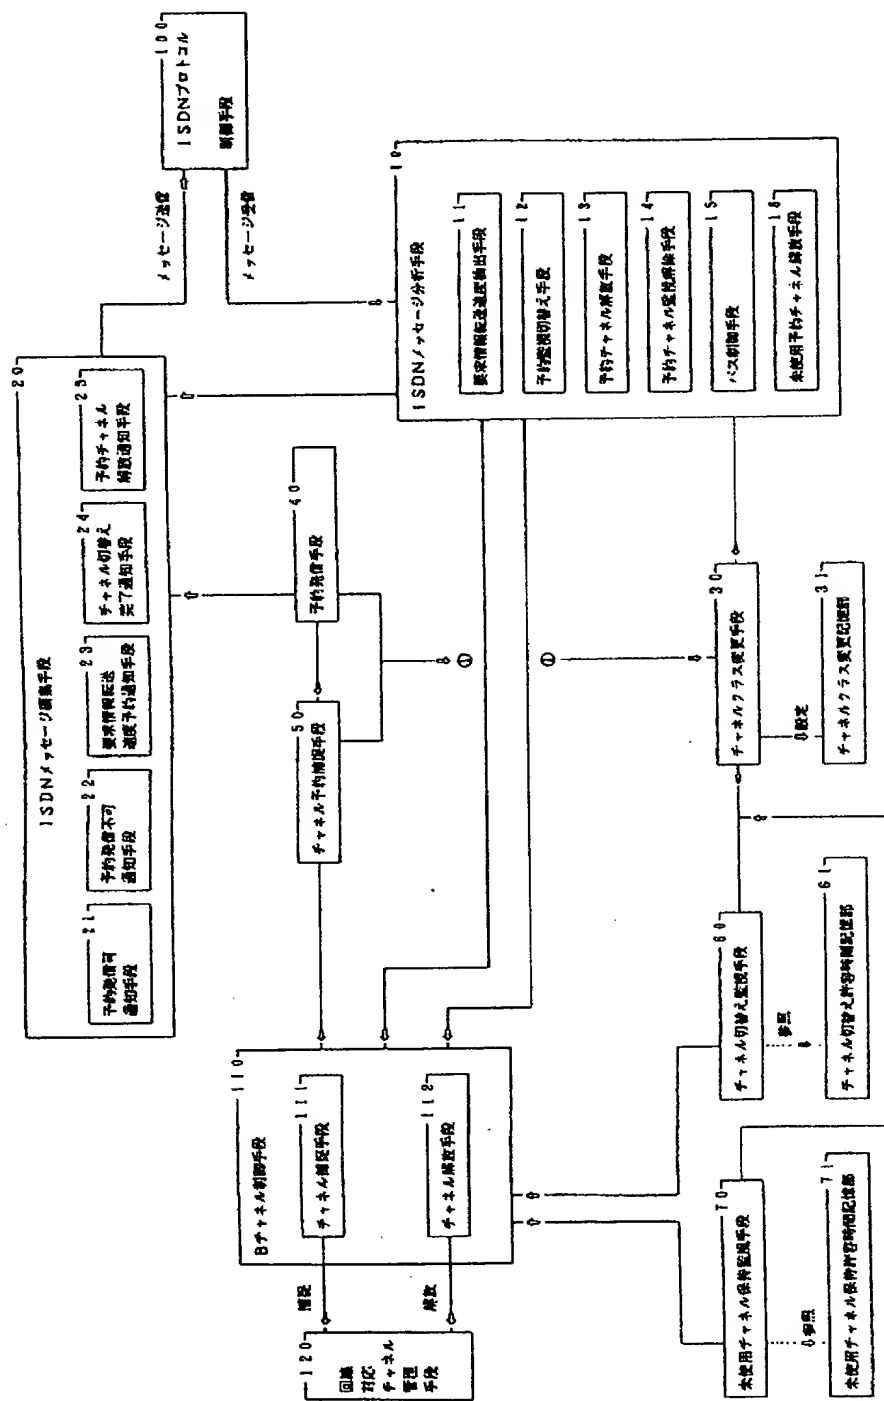 100
ISDNプロトコル
制御手段
メッセージ送信
メッセージ受信
20
ISDNメッセージ編集手段
21
予約発信可
通知手段
22
予約発信不可
通知手段
23
要求情報転送
速度予約通知手段
24
チャネル切替え
完了通知手段
25
予約チャネル
解放通知手段
10
ISDNメッセージ分析手段
11
要求情報転送速度抽出手段
12
予約監視切替え手段
13
予約チャネル解放手段
14
予約チャネル監視解除手段
15
パス制御手段
16
未使用予約チャネル解放手段
40
予約発信手段
50
チャネル予約捕捉手段
①
①
30
チャネルクラス変更手段
設定
31
チャネルクラス変更記憶部
110
Bチャネル制御手段
111
チャネル捕捉手段
112
チャネル解放手段
捕捉
解放
120
回線
対応
チャネル
管理
手段
60
チャネル切替え監視手段
参照
61
チャネル切替え許容時間記憶部
70
未使用チャネル保持監視手段
参照
71
未使用チャネル保持許容時間記憶部